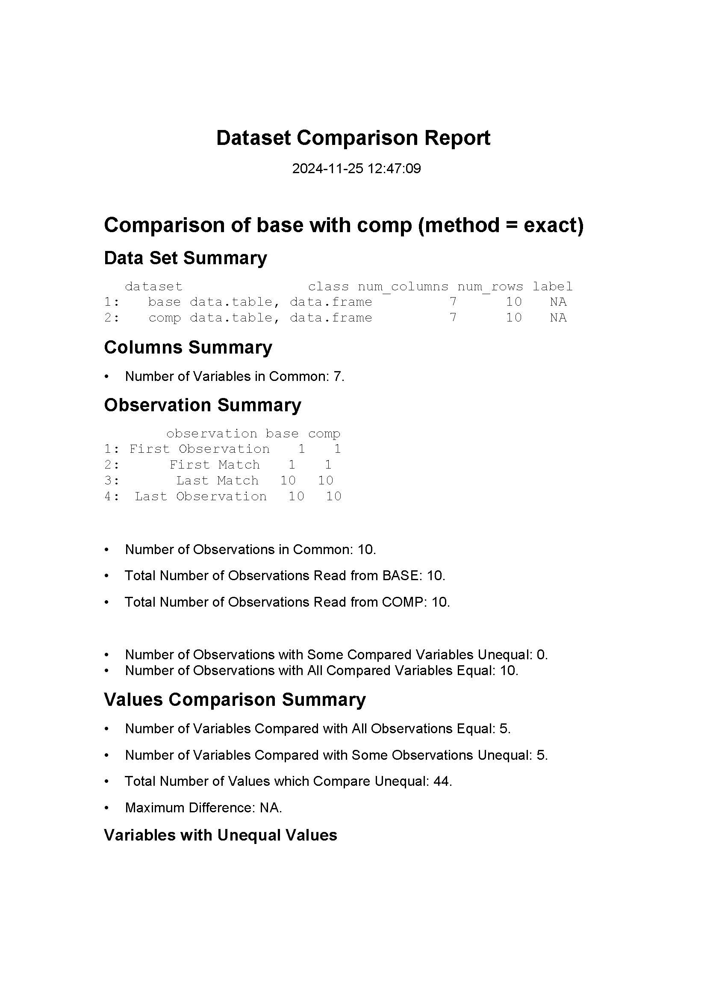 Dataset Comparison Report
2024-11-25 12:47:09
Comparison of base with comp (method = exact)
Data Set Summary
dataset class num_columns num_rows label
1: base data.table, data.frame 7 10 NA
2: comp data.table, data.frame 7 10 NA
Columns Summary
• Number of Variables in Common: 7.
Observation Summary
observation base comp
1: First Observation 1 1
2: First Match 1 1
3: Last Match 10 10
4: Last Observation 10 10
• Number of Observations in Common: 10.
• Total Number of Observations Read from BASE: 10.
• Total Number of Observations Read from COMP: 10.
• Number of Observations with Some Compared Variables Unequal: 0.
• Number of Observations with All Compared Variables Equal: 10.
Values Comparison Summary
• Number of Variables Compared with All Observations Equal: 5.
• Number of Variables Compared with Some Observations Unequal: 5.
• Total Number of Values which Compare Unequal: 44.
• Maximum Difference: NA.
Variables with Unequal Values